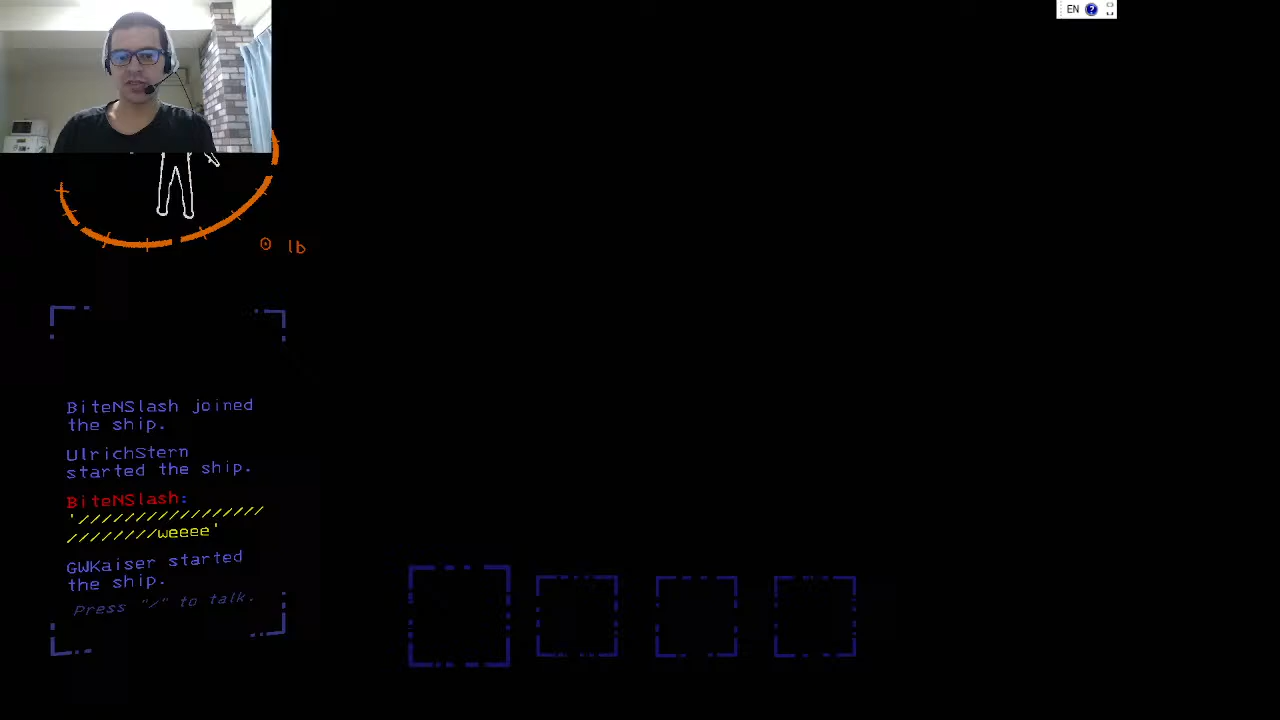 EN
0 lb
BiteNSlash joined
the ship.
UlrichStern
started the ship.
BiteNSlash:
'/////////////////
////////weeee'
GWKaiser started
the ship.
Press "/" to talk.